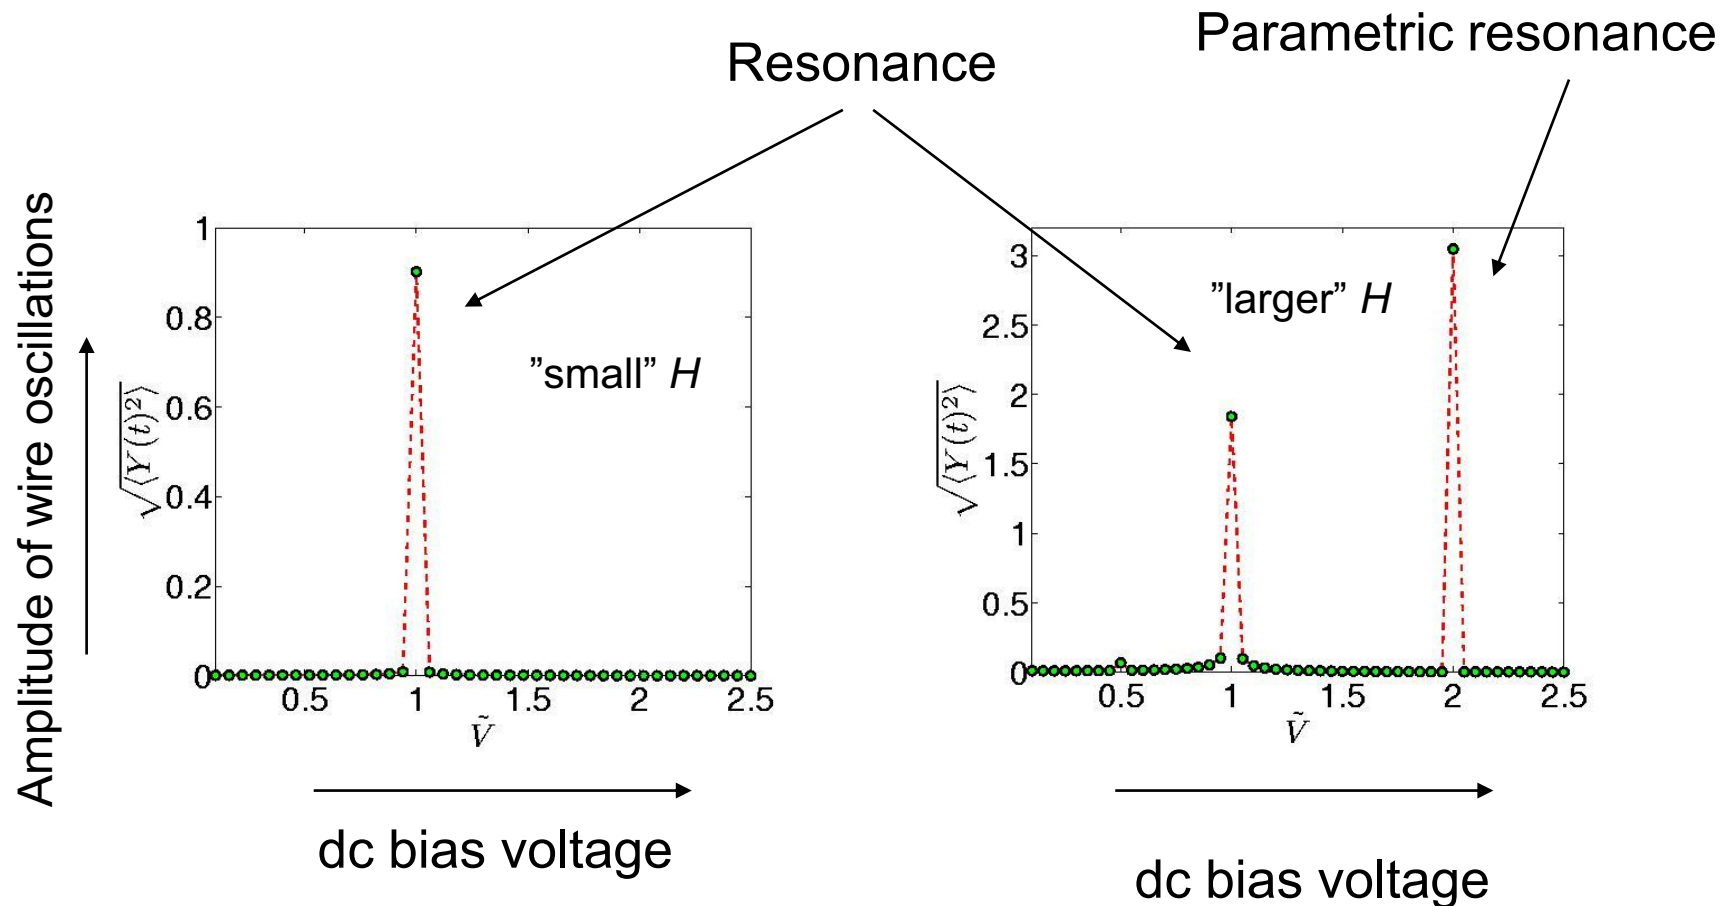 Parametric resonance
Resonance
Amplitude of wire oscillations
√⟨Y(t)²⟩
1
0.8
0.6
0.4
0.2
0
0.5
1
1.5
2
2.5
Ṽ
”small” H
dc bias voltage
√⟨Y(t)²⟩
3
2.5
2
1.5
1
0.5
0
0.5
1
1.5
2
2.5
Ṽ
”larger” H
dc bias voltage